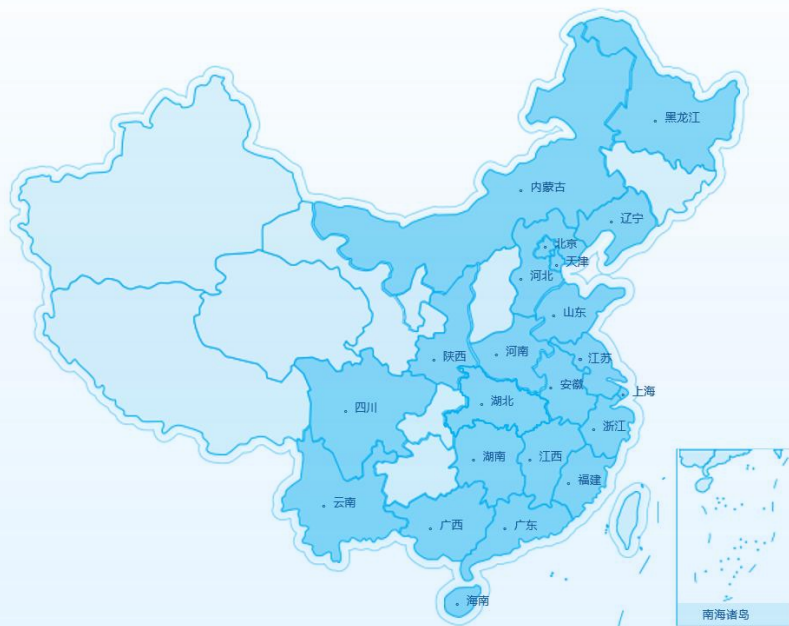 黑龙江
内蒙古
辽宁
北京
天津
河北
山东
陕西
河南
江苏
安徽
上海
四川
湖北
浙江
湖南
江西
福建
云南
广西
广东
海南
南海诸岛